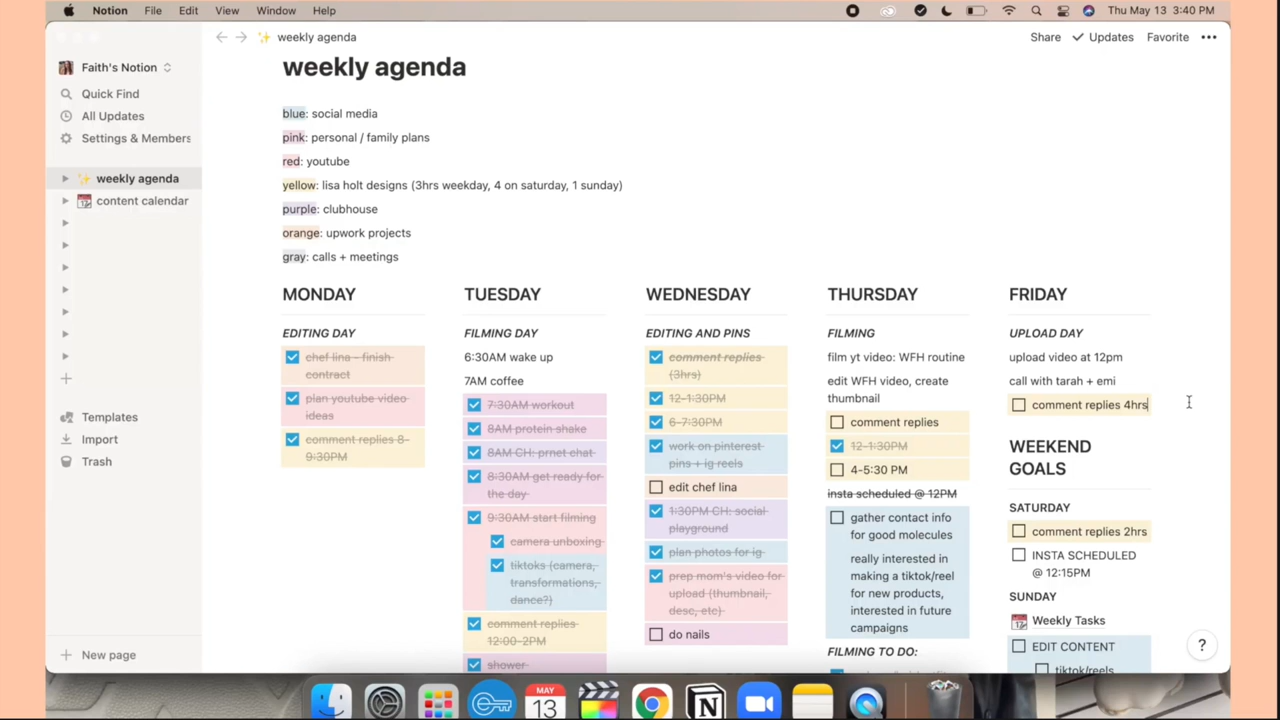 Notion File Edit View Window Help Thu May 13 3:40 PM
weekly agenda Share Updates Favorite
Faith's Notion
Quick Find
All Updates
Settings & Members
weekly agenda
content calendar
Templates
Import
Trash
New page
weekly agenda
blue: social media
pink: personal / family plans
red: youtube
yellow: lisa holt designs (3hrs weekday, 4 on saturday, 1 sunday)
purple: clubhouse
orange: upwork projects
gray: calls + meetings
MONDAY
EDITING DAY
chef lina - finish
contract
plan youtube video
ideas
comment replies 8-
9:30PM
TUESDAY
FILMING DAY
6:30AM wake up
7AM coffee
7:30AM workout
8AM protein shake
8AM CH: prnet chat
8:30AM get ready for
the day
9:30AM start filming
camera unboxing
tiktoks (camera,
transformations,
dance?)
comment replies
12:00-2PM
shower
WEDNESDAY
EDITING AND PINS
comment replies
(3hrs)
12-1:30PM
6-7:30PM
work on pinterest
pins + ig reels
edit chef lina
1:30PM CH: social
playground
plan photos for ig
prep mom's video for
upload (thumbnail,
desc, etc)
do nails
THURSDAY
FILMING
film yt video: WFH routine
edit WFH video, create
thumbnail
comment replies
12-1:30PM
4-5:30 PM
insta scheduled @ 12PM
gather contact info
for good molecules
really interested in
making a tiktok/reel
for new products,
interested in future
campaigns
FILMING TO DO:
FRIDAY
UPLOAD DAY
upload video at 12pm
call with tarah + emi
comment replies 4hrs
WEEKEND
GOALS
SATURDAY
comment replies 2hrs
INSTA SCHEDULED
@ 12:15PM
SUNDAY
Weekly Tasks
EDIT CONTENT
tiktok/reels
?
MAY
13